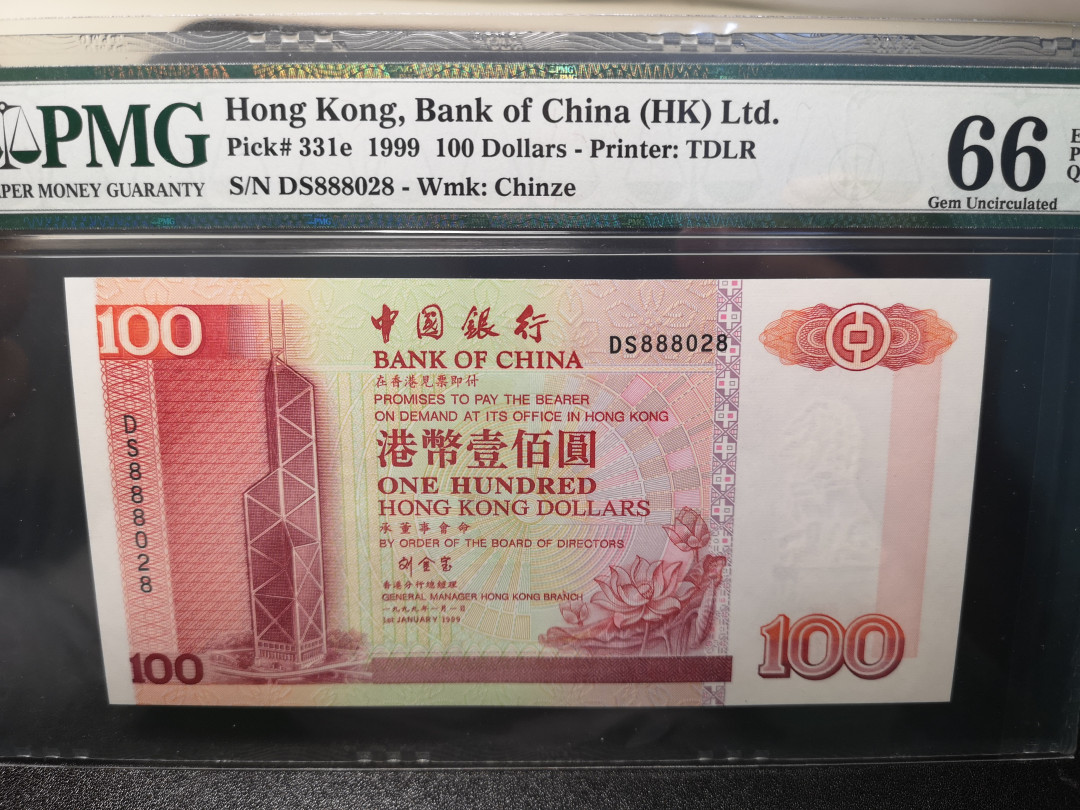 PMG
PAPER MONEY GUARANTY
Hong Kong, Bank of China (HK) Ltd.
Pick# 331e 1999 100 Dollars - Printer: TDLR
S/N DS888028 - Wmk: Chinze
66
Gem Uncirculated
E
P
Q
100
中國銀行
DS888028
BANK OF CHINA
在香港見票即付
PROMISES TO PAY THE BEARER
ON DEMAND AT ITS OFFICE IN HONG KONG
港幣壹佰圓
ONE HUNDRED
HONG KONG DOLLARS
承董事會命
BY ORDER OF THE BOARD OF DIRECTORS
香港分行總經理
GENERAL MANAGER HONG KONG BRANCH
一九九九年一月一日
1st JANUARY 1999
DS888028
100
100